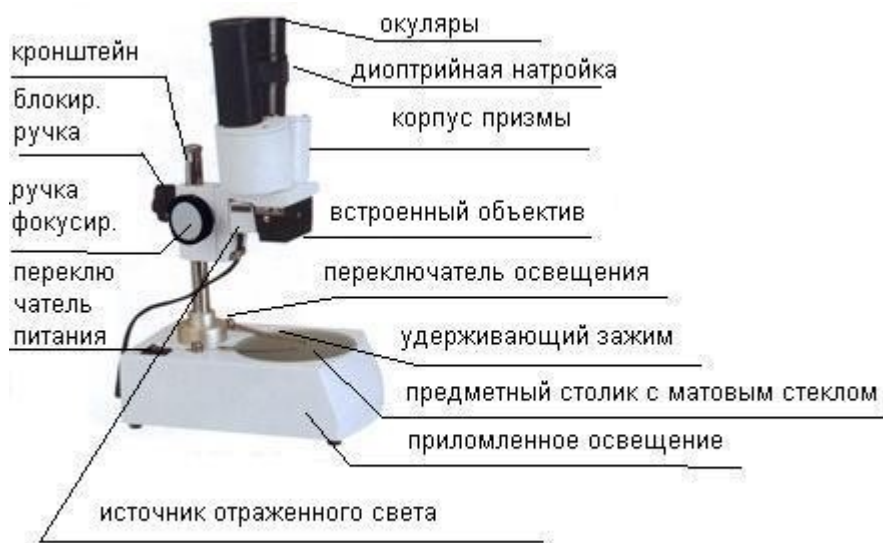 окуляры
кронштейн
диоптрийная натройка
блокир.
ручка
корпус призмы
ручка
фокусир.
встроенный объектив
переклю
чатель
питания
переключатель освещения
удерживающий зажим
предметный столик с матовым стеклом
приломленное освещение
источник отраженного света